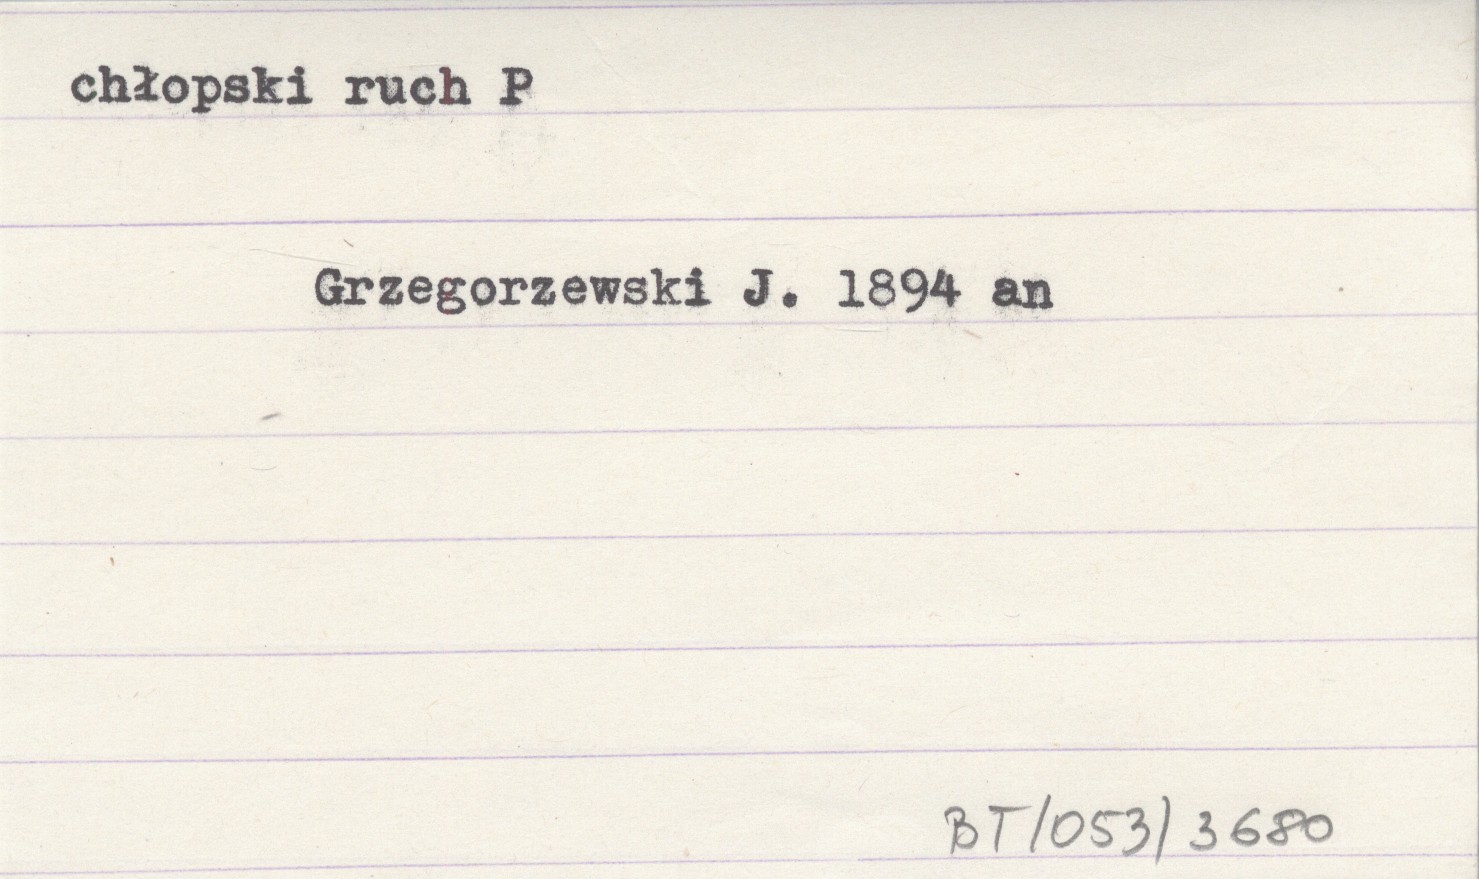 chłopski ruch P
Grzegorzewski J. 1894 an
BT/053/3680